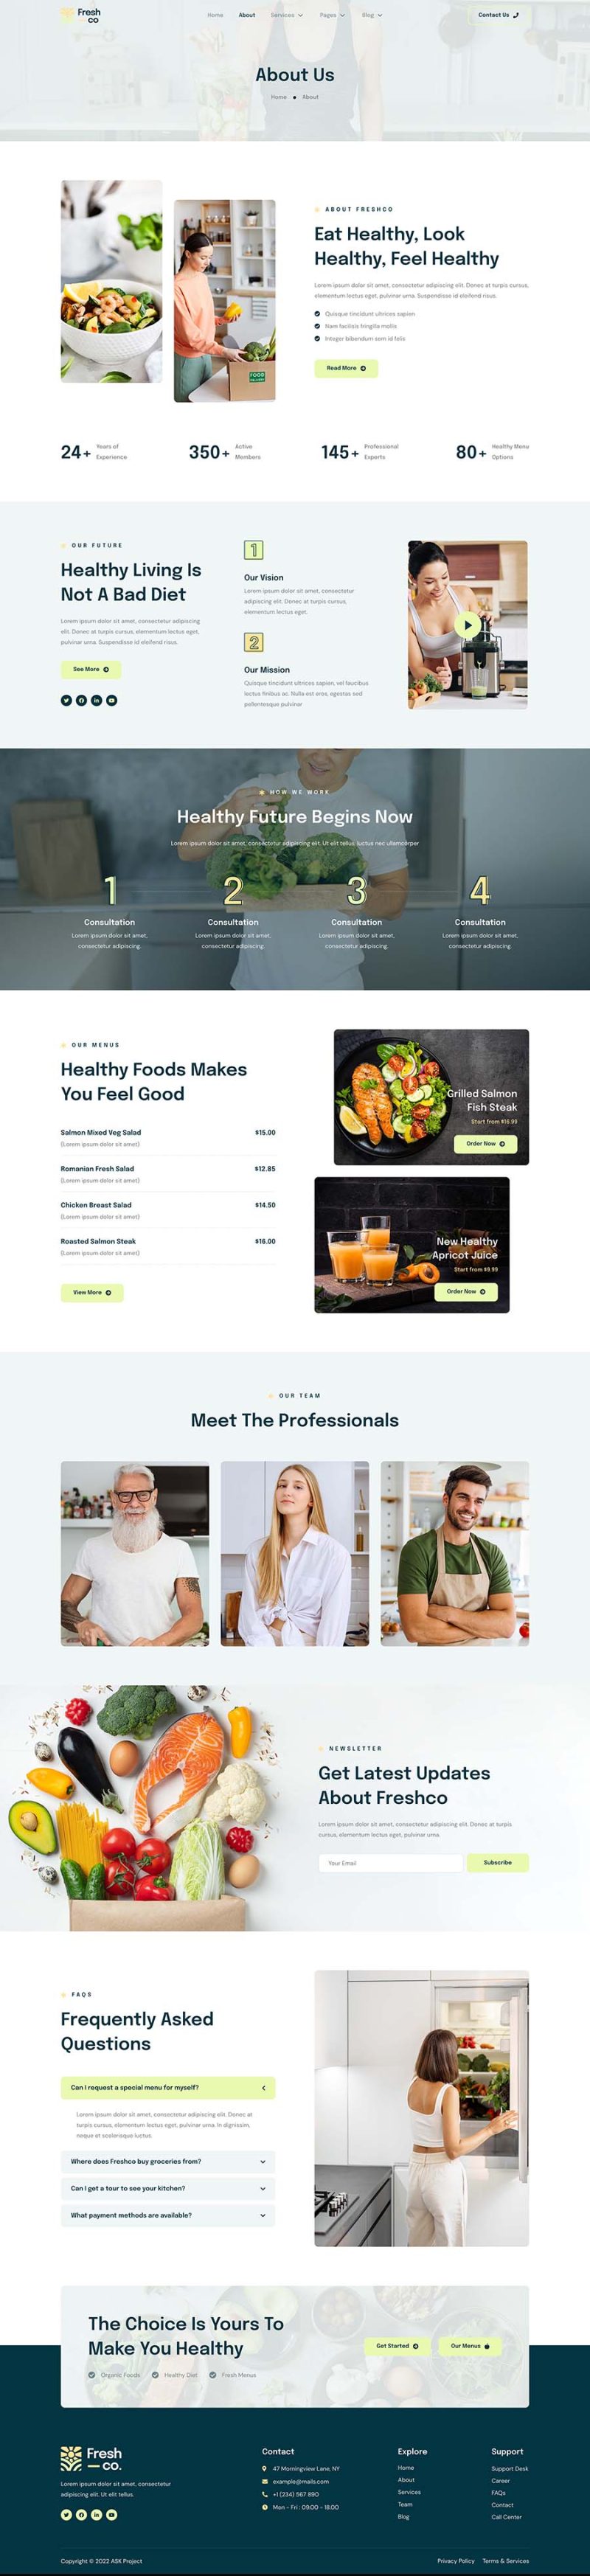 Fresh
co
Home About Services Pages Blog
Contact Us
About Us
Home About
ABOUT FRESHCO
Eat Healthy, Look
Healthy, Feel Healthy
Lorem ipsum dolor sit amet, consectetur adipiscing elit. Donec at turpis cursus,
elementum lectus eget, pulvinar urna. Suspendisse id eleifend risus.
Quisque tincidunt ultrices sapien
Nam facilisis fringilla mollis
Integer bibendum sem id felis
Read More
FOOD
DELIVERY
24+ Years of
Experience
350+ Active
Members
145+ Professional
Experts
80+ Healthy Menu
Options
OUR FUTURE
Healthy Living Is
Not A Bad Diet
Lorem ipsum dolor sit amet, consectetur adipiscing
elit. Donec at turpis cursus, elementum lectus eget,
pulvinar urna. Suspendisse id eleifend risus.
See More
1
Our Vision
Lorem ipsum dolor sit amet, consectetur
adipiscing elit. Donec at turpis cursus,
elementum lectus eget.
2
Our Mission
Quisque tincidunt ultrices sapien, vel faucibus
lectus finibus ac. Nulla est eros, egestas sed
pellentesque pulvinar
HOW WE WORK
Healthy Future Begins Now
Lorem ipsum dolor sit amet, consectetur adipiscing elit. Ut elit tellus luctus nec ullamcorper
1 2 3 4
Consultation Consultation Consultation Consultation
Lorem ipsum dolor sit amet, Lorem ipsum dolor sit amet, Lorem ipsum dolor sit amet, Lorem ipsum dolor sit amet,
consectetur adipiscing. consectetur adipiscing. consectetur adipiscing. consectetur adipiscing.
OUR MENUS
Healthy Foods Makes
You Feel Good
Salmon Mixed Veg Salad $15.00
(Lorem ipsum dolor sit amet)
Romanian Fresh Salad $12.85
(Lorem ipsum dolor sit amet)
Chicken Breast Salad $14.50
(Lorem ipsum dolor sit amet)
Roasted Salmon Steak $16.00
(Lorem ipsum dolor sit amet)
View More
Grilled Salmon
Fish Steak
Start from $16.99
Order Now
New Healthy
Apricot Juice
Start from $9.99
Order Now
OUR TEAM
Meet The Professionals
NEWSLETTER
Get Latest Updates
About Freshco
Lorem ipsum dolor sit amet, consectetur adipiscing elit. Donec at turpis
cursus, elementum lectus eget, pulvinar urna.
Your Email
Subscribe
FAQS
Frequently Asked
Questions
Can I request a special menu for myself?
Lorem ipsum dolor sit amet, consectetur adipiscing elit. Donec at
turpis cursus, elementum lectus eget, pulvinar urna. In dignissim,
neque et scelerisque luctus.
Where does Freshco buy groceries from?
Can I get a tour to see your kitchen?
What payment methods are available?
The Choice Is Yours To
Make You Healthy
Organic Foods Healthy Diet Fresh Menus
Get Started
Our Menus
Fresh
co.
Lorem ipsum dolor sit amet, consectetur
adipiscing elit. Ut elit tellus.
Contact
47 Morningview Lane, NY
example@mails.com
+1 (234) 567 890
Mon - Fri : 09.00 - 18.00
Explore
Home
About
Services
Team
Blog
Support
Support Desk
Career
FAQs
Contact
Call Center
Copyright © 2022 ASK Project
Privacy Policy Terms & Services